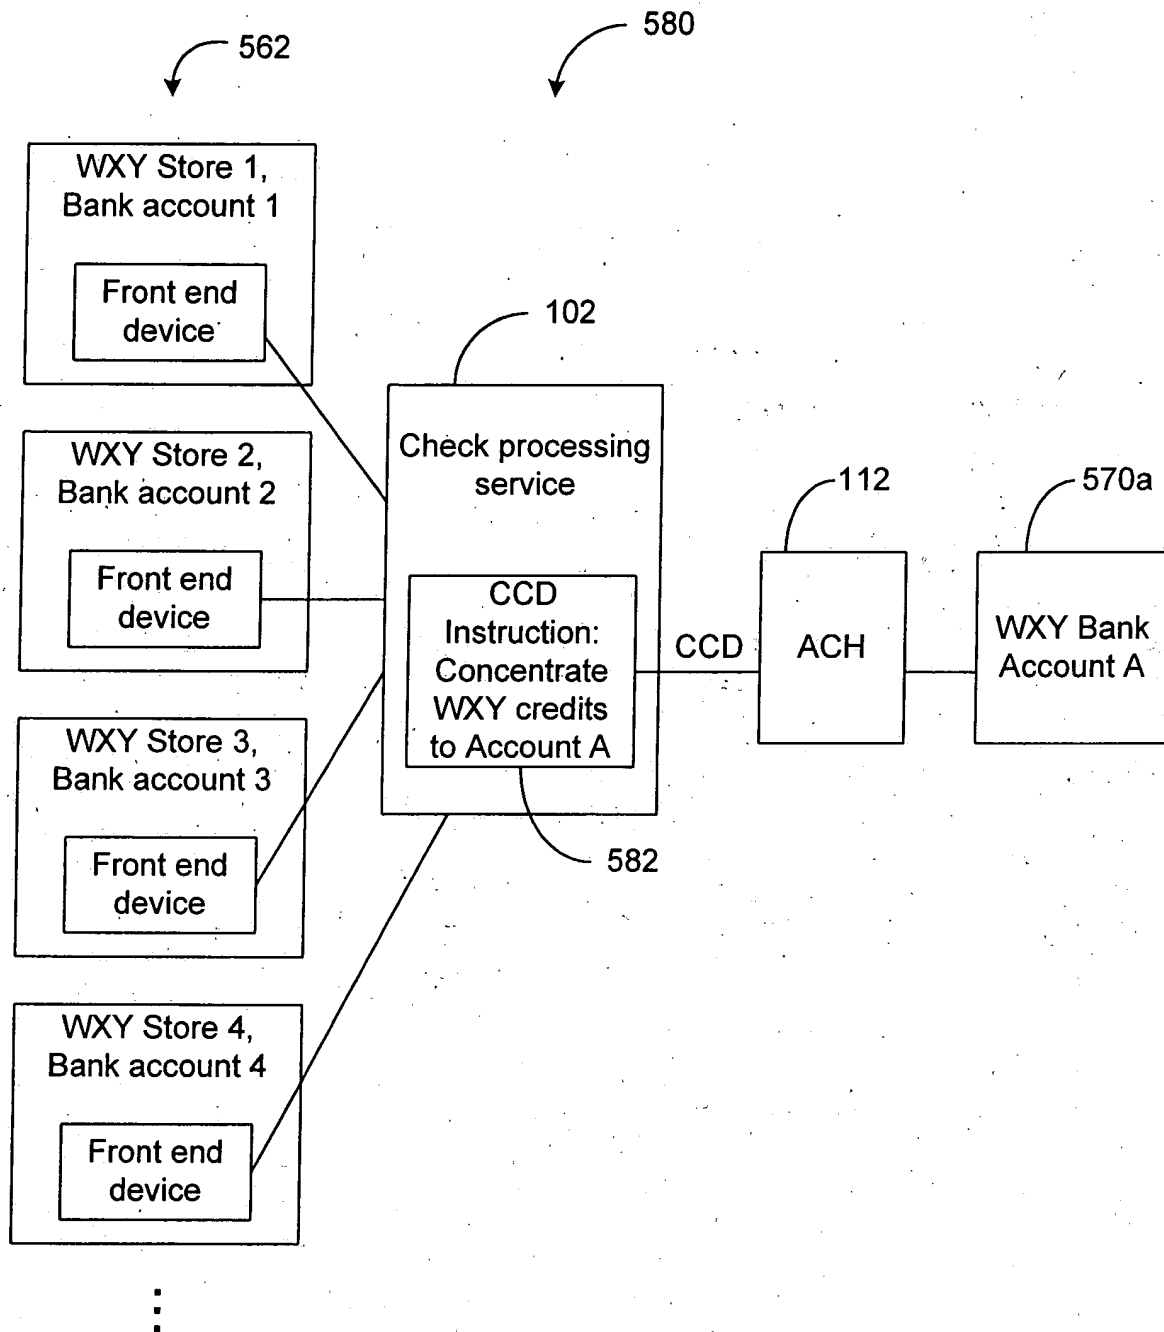 562
580
WXY Store 1,
Bank account 1
Front end
device
WXY Store 2,
Bank account 2
Front end
device
WXY Store 3,
Bank account 3
Front end
device
WXY Store 4,
Bank account 4
Front end
device
102
Check processing
service
CCD
Instruction:
Concentrate
WXY credits
to Account A
582
CCD
112
ACH
570a
WXY Bank
Account A